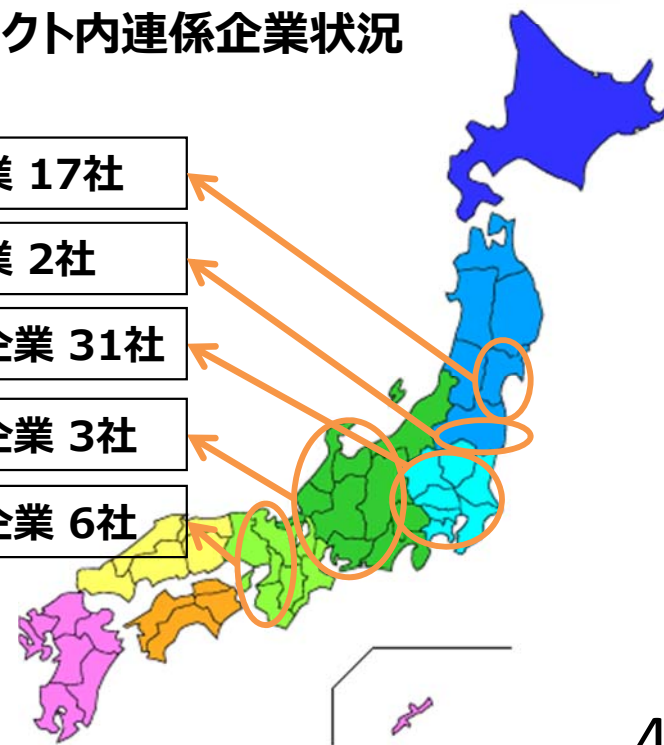 クト内連係企業状況
業 17社
業 2社
企業 31社
企業 3社
企業 6社
4